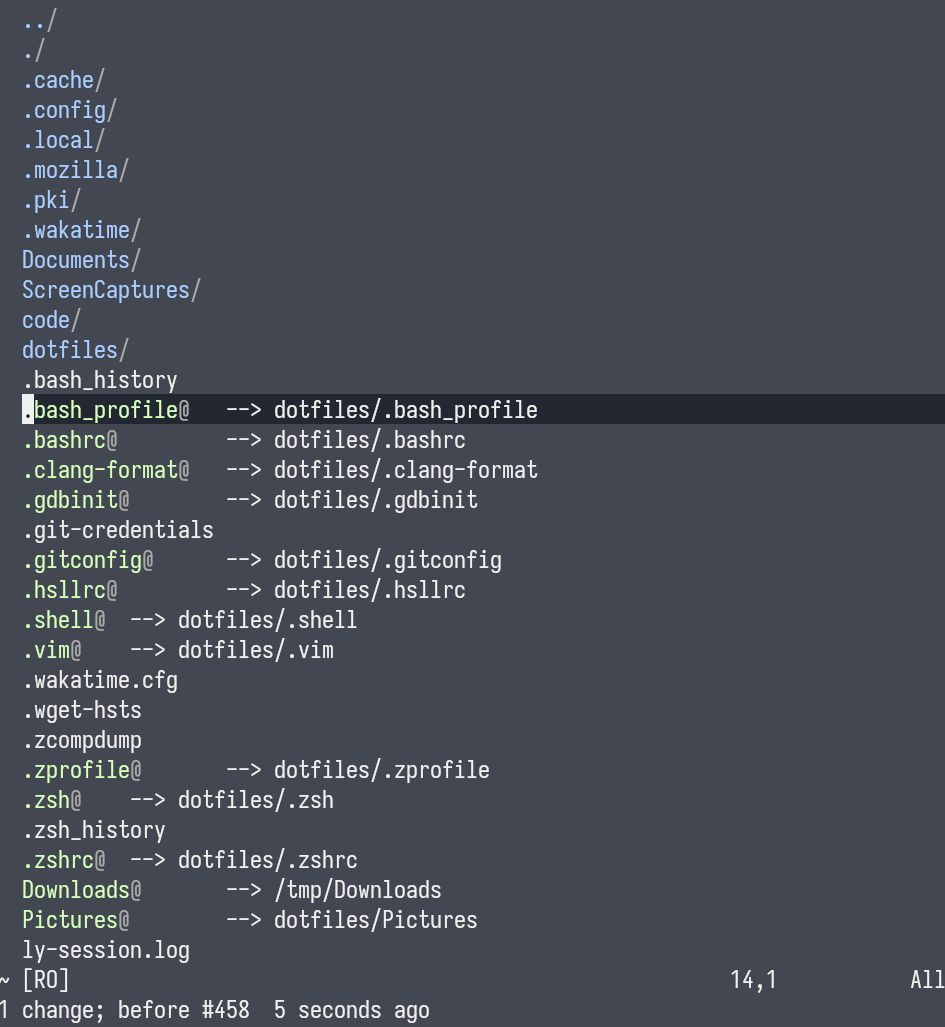 ../
./
.cache/
.config/
.local/
.mozilla/
.pki/
.wakatime/
Documents/
ScreenCaptures/
code/
dotfiles/
.bash_history
.bash_profile@   --> dotfiles/.bash_profile
.bashrc@         --> dotfiles/.bashrc
.clang-format@   --> dotfiles/.clang-format
.gdbinit@        --> dotfiles/.gdbinit
.git-credentials
.gitconfig@      --> dotfiles/.gitconfig
.hsllrc@         --> dotfiles/.hsllrc
.shell@  --> dotfiles/.shell
.vim@    --> dotfiles/.vim
.wakatime.cfg
.wget-hsts
.zcompdump
.zprofile@       --> dotfiles/.zprofile
.zsh@    --> dotfiles/.zsh
.zsh_history
.zshrc@  --> dotfiles/.zshrc
Downloads@       --> /tmp/Downloads
Pictures@        --> dotfiles/Pictures
ly-session.log
~ [RO] 14,1 All
1 change; before #458  5 seconds ago